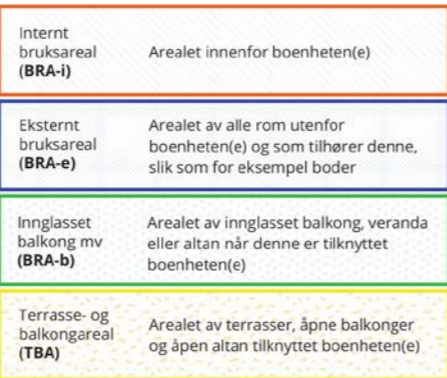 Internt
bruksareal
(BRA-i)
Arealet innenfor boenheten(e)
Eksternt
bruksareal
(BRA-e)
Arealet av alle rom utenfor
boenheten(e) og som tilhører denne,
slik som for eksempel boder
Innglasset
balkong mv
(BRA-b)
Arealet av innglasset balkong, veranda
eller altan når denne er tilknyttet
boenheten(e)
Terrasse- og
balkongareal
(TBA)
Arealet av terrasser, åpne balkonger
og åpen altan tilknyttet boenheten(e)